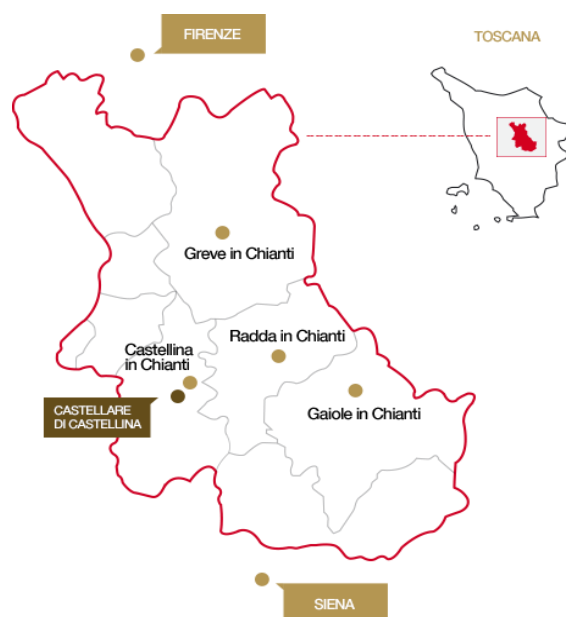 FIRENZE
TOSCANA
Greve in Chianti
Radda in Chianti
Castellina
in Chianti
CASTELLARE
DI CASTELLINA
Gaiole in Chianti
SIENA